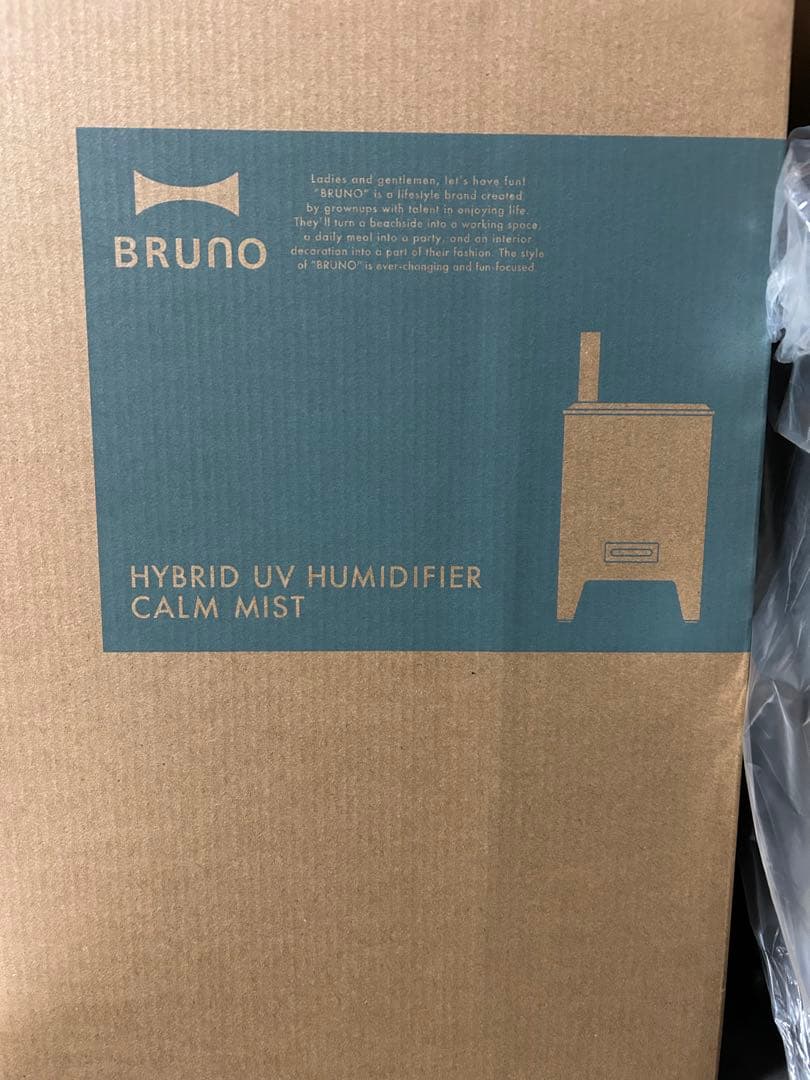 BRUNO
Ladies and gentlemen, let's have fun!
"BRUNO" is a lifestyle brand created
by grownups with talent in enjoying life.
They'll turn a beachside into a working space,
a daily meal into a party, and an interior
decoration into a part of their fashion. The style
of "BRUNO" is ever-changing and fun-focused.
HYBRID UV HUMIDIFIER
CALM MIST